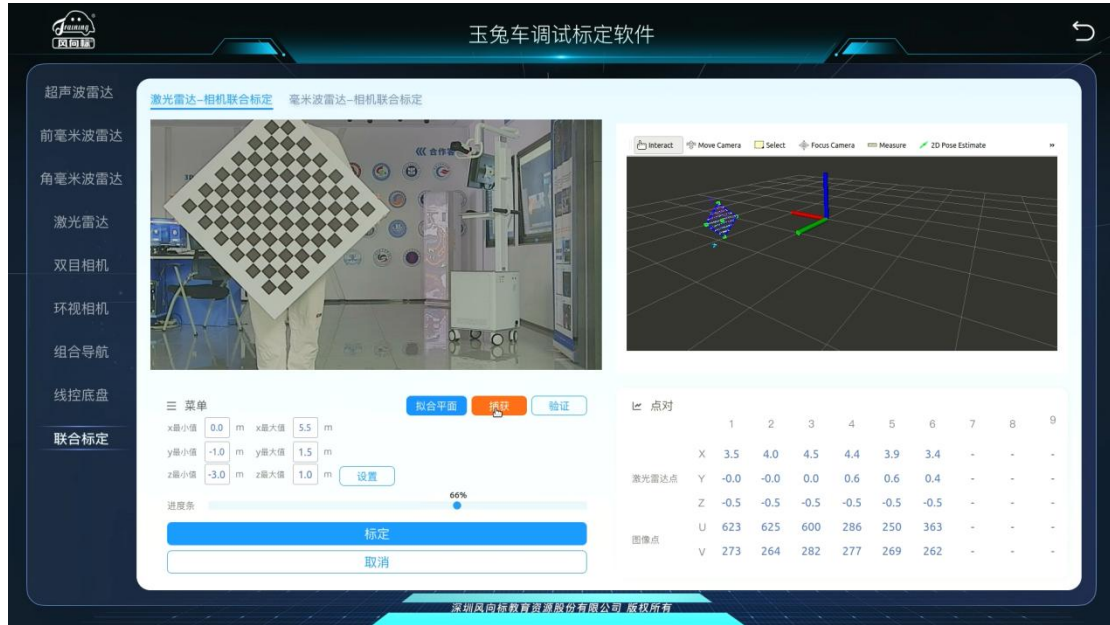 Training
风向标
玉兔车调试标定软件
超声波雷达
前毫米波雷达
角毫米波雷达
激光雷达
双目相机
环视相机
组合导航
线控底盘
联合标定
激光雷达-相机联合标定 毫米波雷达-相机联合标定
合作客
Interact Move Camera Select Focus Camera Measure 2D Pose Estimate »
菜单 拟合平面 捕获 验证
x最小值 0.0 m x最大值 5.5 m
y最小值 -1.0 m y最大值 1.5 m
z最小值 -3.0 m z最大值 1.0 m 设置
进度条 66%
标定
取消
点对
1 2 3 4 5 6 7 8 9
激光雷达点
X 3.5 4.0 4.5 4.4 3.9 3.4 - - -
Y -0.0 -0.0 0.0 0.6 0.6 0.4 - - -
Z -0.5 -0.5 -0.5 -0.5 -0.5 -0.5 - - -
图像点
U 623 625 600 286 250 363 - - -
V 273 264 282 277 269 262 - - -
深圳风向标教育资源股份有限公司 版权所有